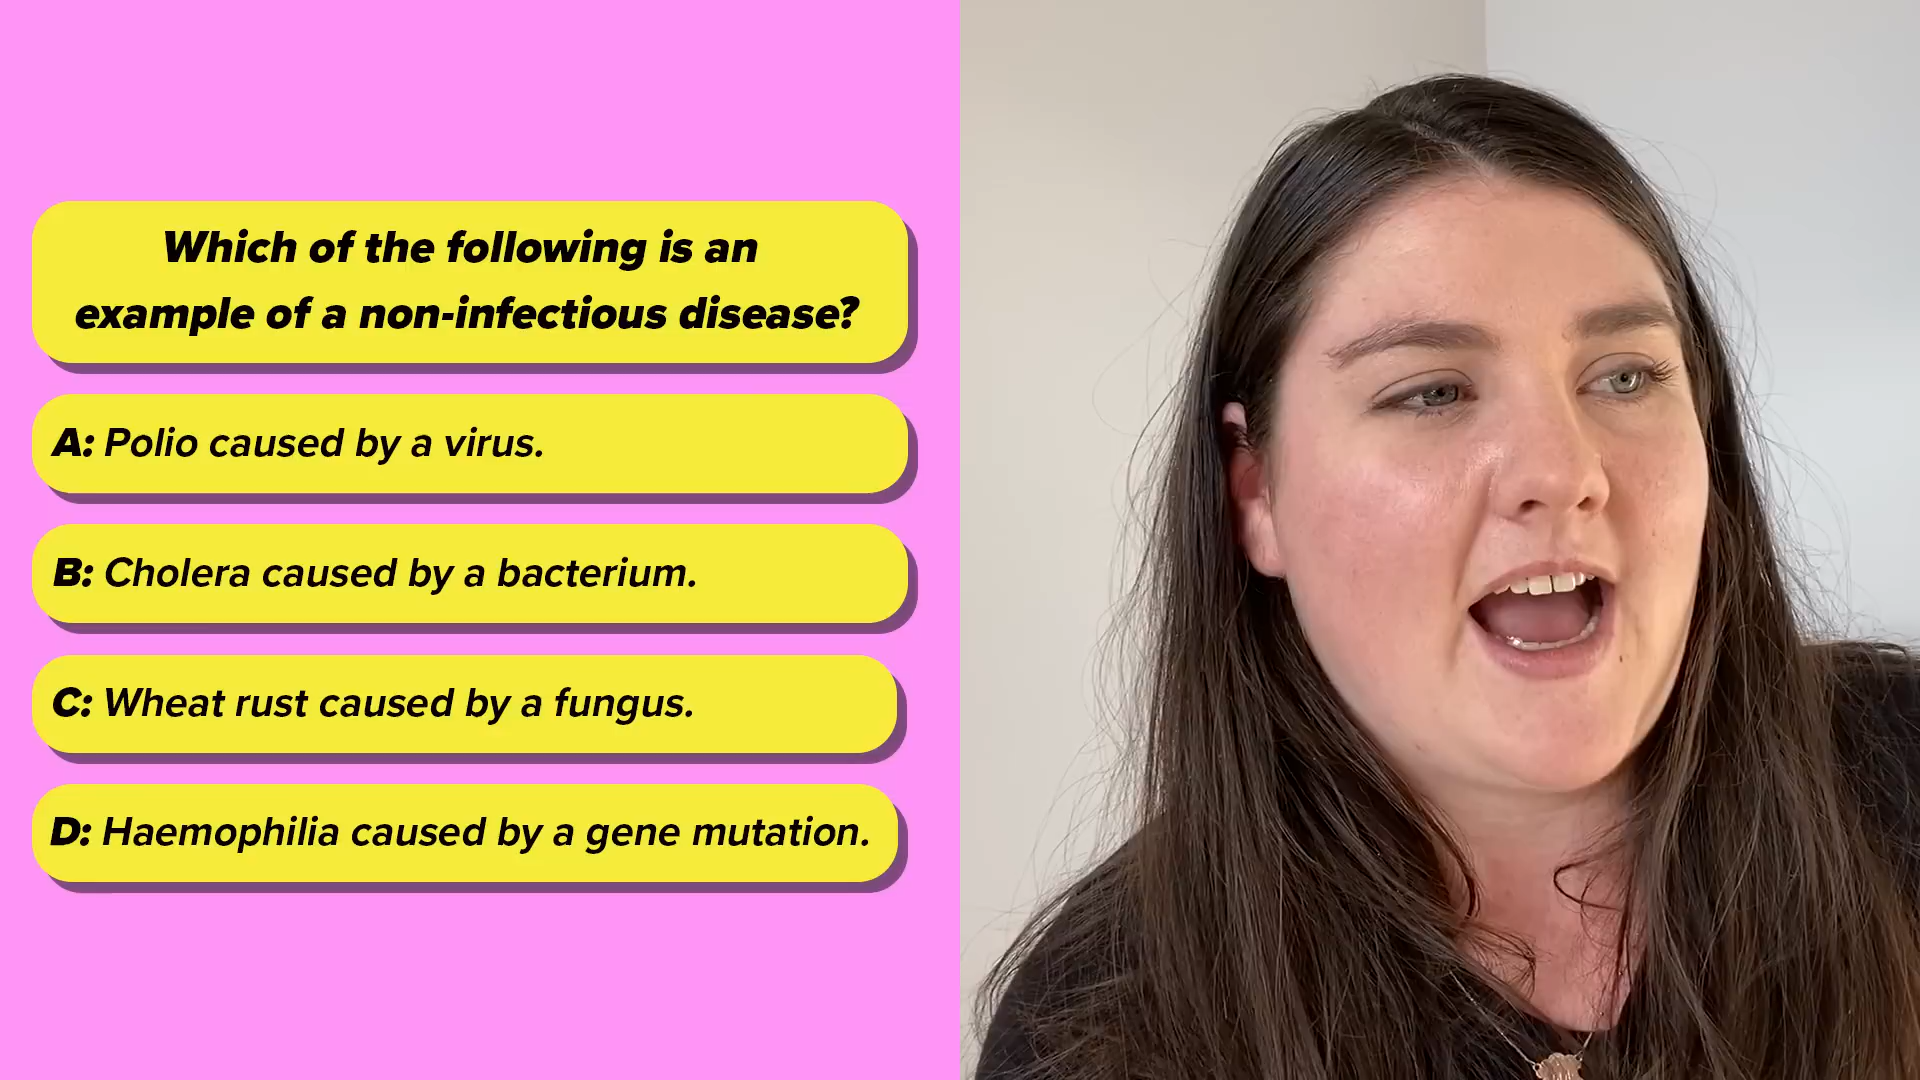 Which of the following is an
example of a non-infectious disease?
A: Polio caused by a virus.
B: Cholera caused by a bacterium.
C: Wheat rust caused by a fungus.
D: Haemophilia caused by a gene mutation.